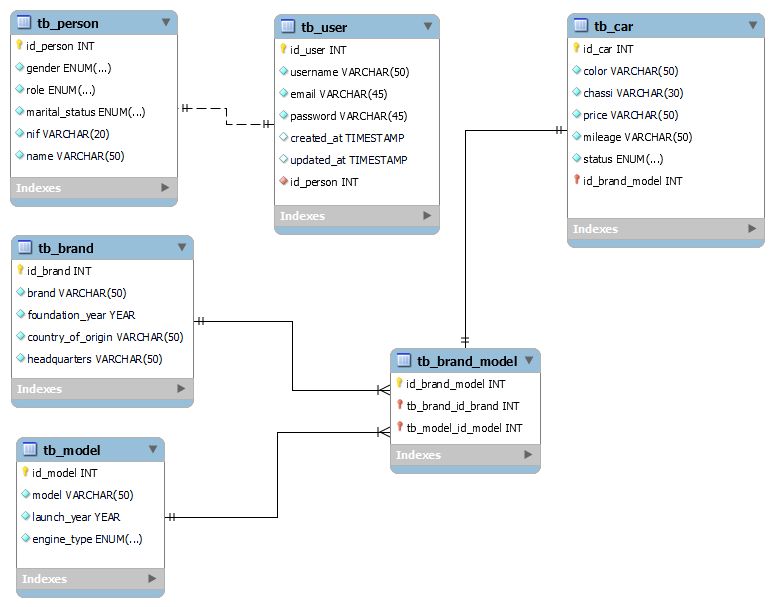 tb_person
id_person INT
gender ENUM(...)
role ENUM(...)
marital_status ENUM(...)
nif VARCHAR(20)
name VARCHAR(50)
Indexes
tb_user
id_user INT
username VARCHAR(50)
email VARCHAR(45)
password VARCHAR(45)
created_at TIMESTAMP
updated_at TIMESTAMP
id_person INT
Indexes
tb_car
id_car INT
color VARCHAR(50)
chassi VARCHAR(30)
price VARCHAR(50)
mileage VARCHAR(50)
status ENUM(...)
id_brand_model INT
Indexes
tb_brand
id_brand INT
brand VARCHAR(50)
foundation_year YEAR
country_of_origin VARCHAR(50)
headquarters VARCHAR(50)
Indexes
tb_brand_model
id_brand_model INT
tb_brand_id_brand INT
tb_model_id_model INT
Indexes
tb_model
id_model INT
model VARCHAR(50)
launch_year YEAR
engine_type ENUM(...)
Indexes